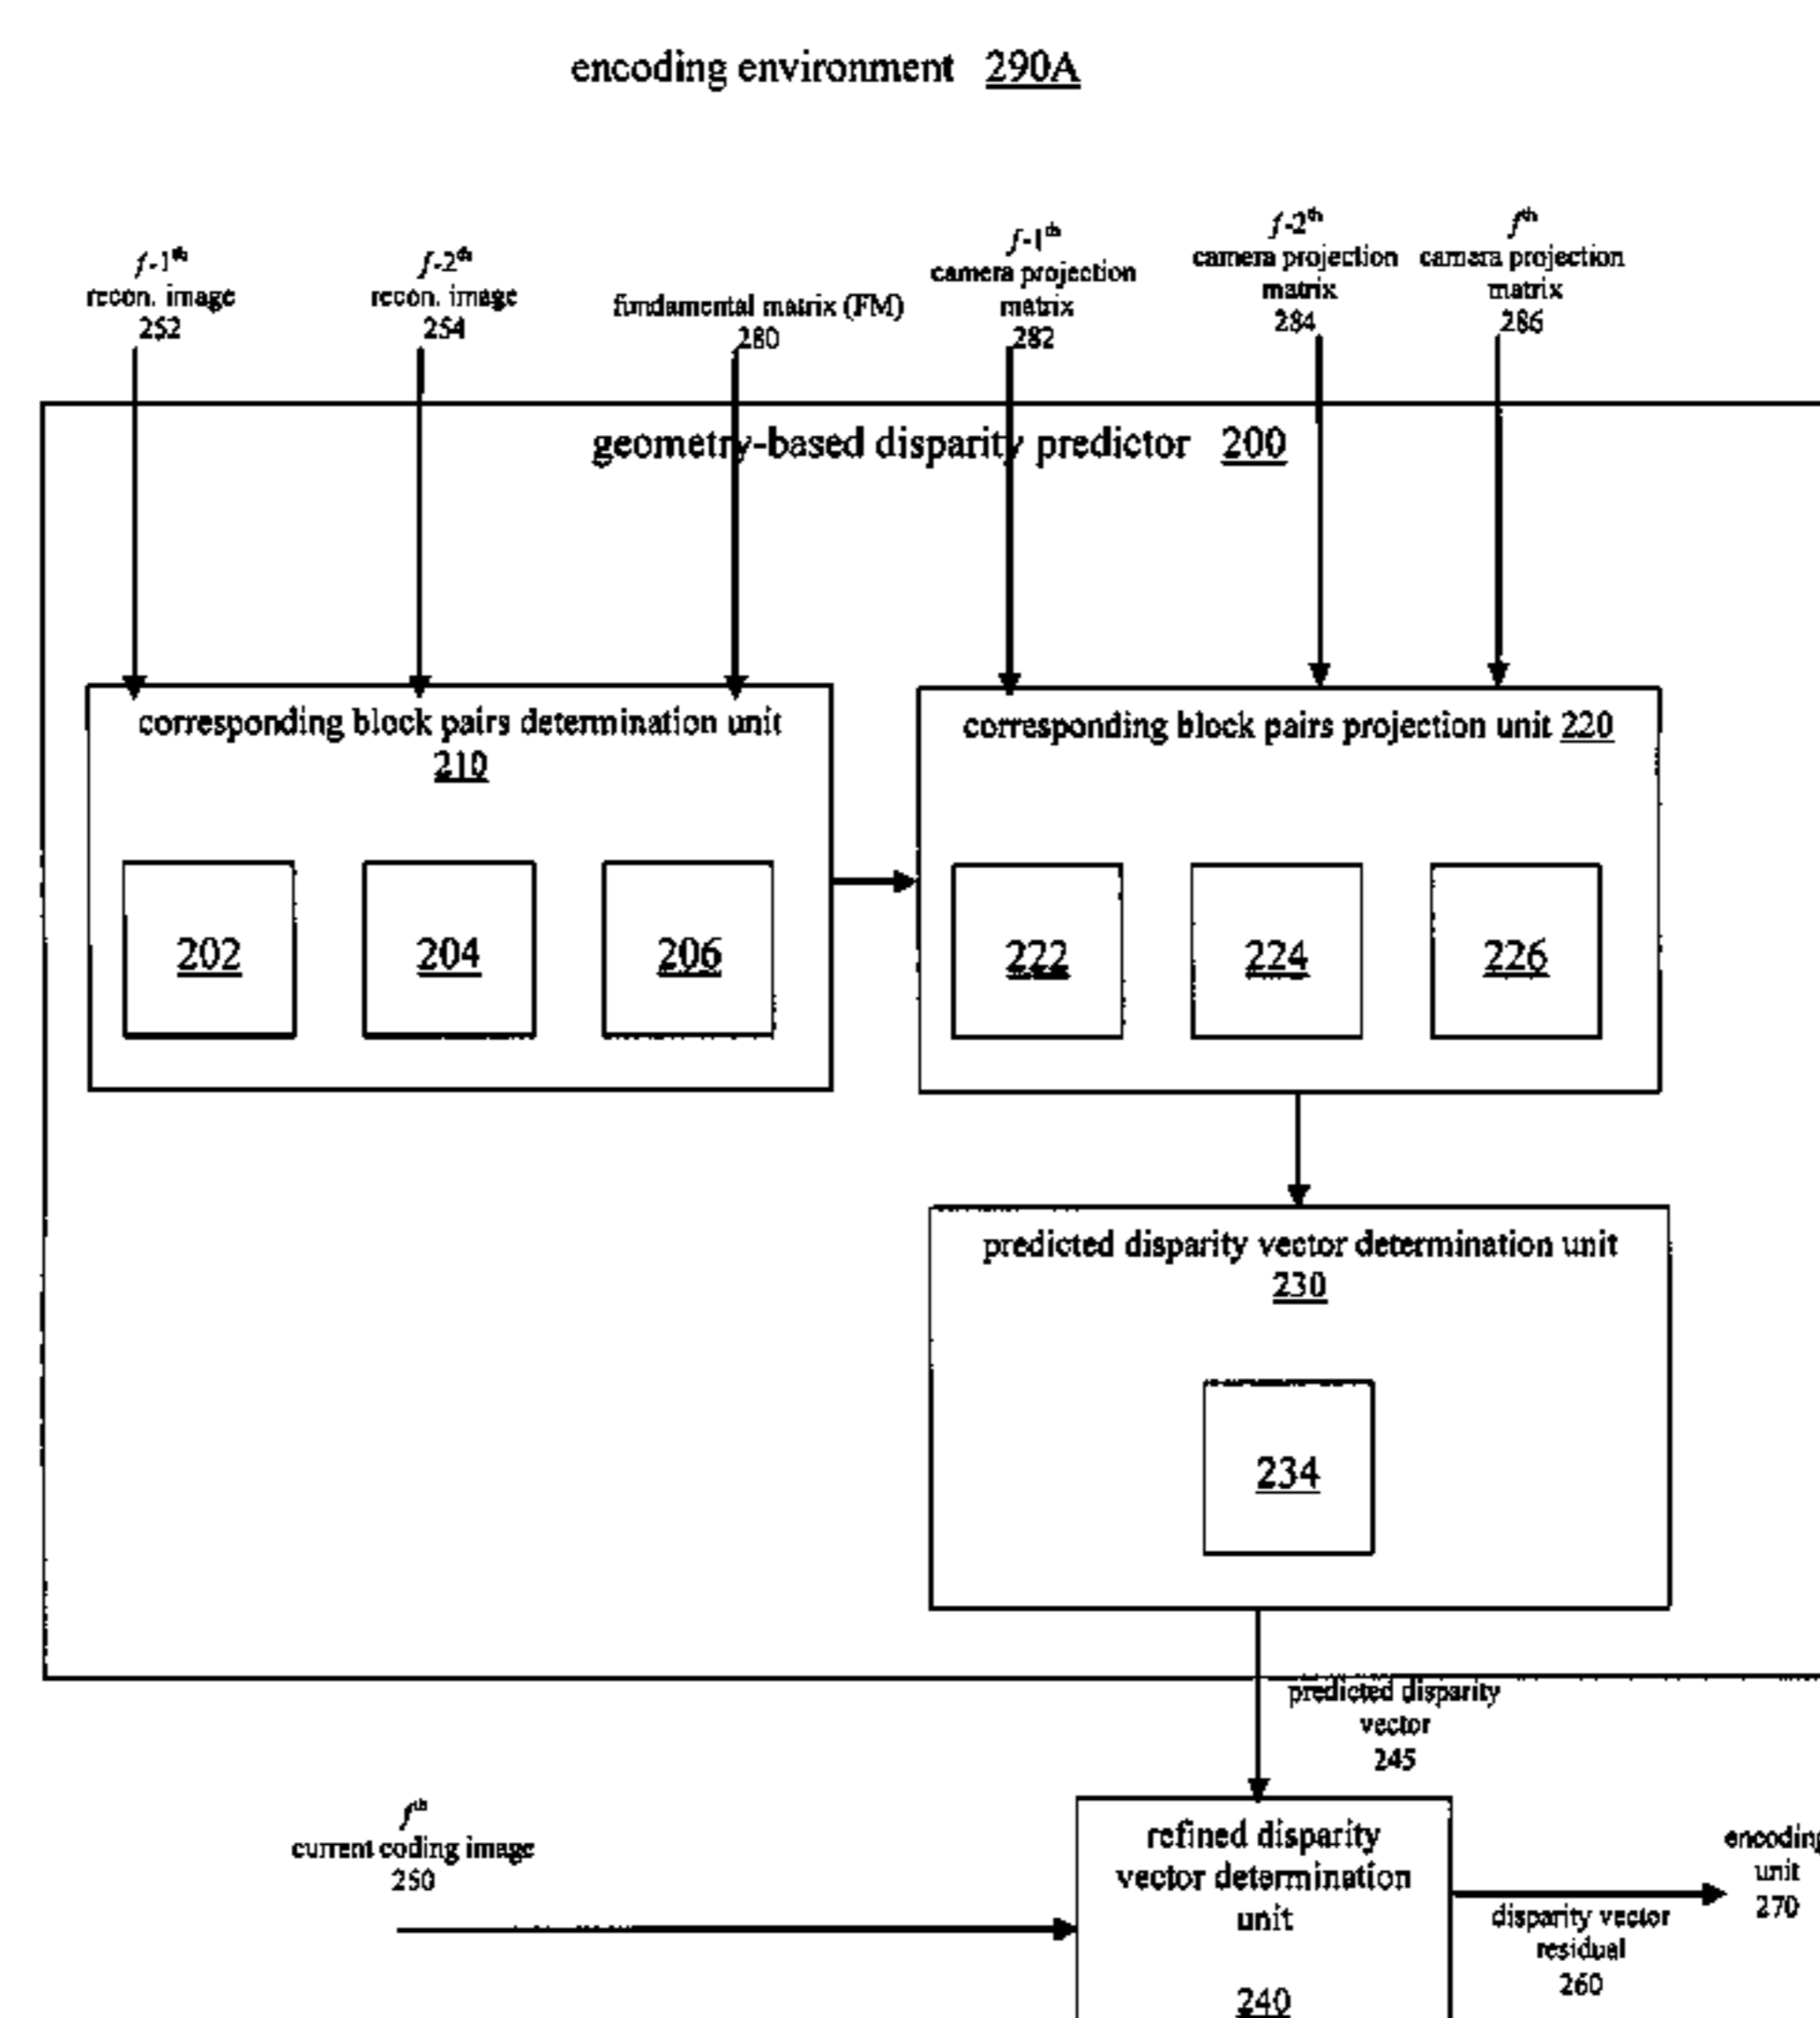 encoding environment 290A
f-1th
recon. image
252
f-2th
recon. image
254
fundamental matrix (FM)
280
f-1th
camera projection
matrix
282
f-2th
camera projection
matrix
284
fth
camera projection
matrix
286
geometry-based disparity predictor 200
corresponding block pairs determination unit
210
202
204
206
corresponding block pairs projection unit 220
222
224
226
predicted disparity vector determination unit
230
234
predicted disparity
vector
245
fth
current coding image
250
refined disparity
vector determination
unit
240
encoding
unit
270
disparity vector
residual
260